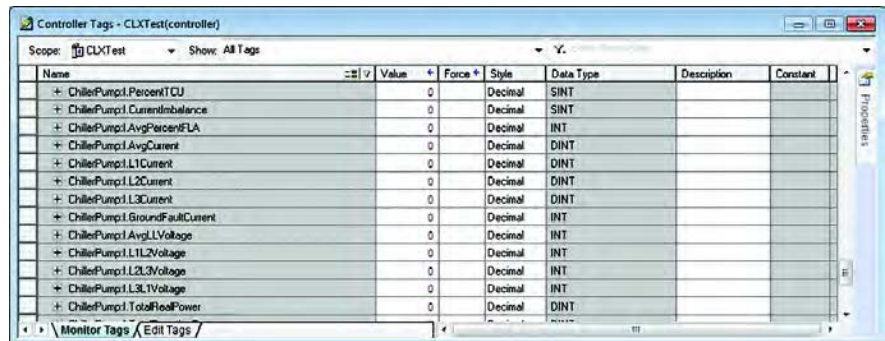 Controller Tags - CLXTest(controller)
Scope: CLXTest Show: All Tags
Name Value Force Style Data Type Description Constant
+ ChillerPump:I.PercentTCU 0 Decimal SINT
+ ChillerPump:I.CurrentImbalance 0 Decimal SINT
+ ChillerPump:I.AvgPercentFLA 0 Decimal INT
+ ChillerPump:I.AvgCurrent 0 Decimal DINT
+ ChillerPump:I.L1Current 0 Decimal DINT
+ ChillerPump:I.L2Current 0 Decimal DINT
+ ChillerPump:I.L3Current 0 Decimal DINT
+ ChillerPump:I.GroundFaultCurrent 0 Decimal INT
+ ChillerPump:I.AvgLLVoltage 0 Decimal INT
+ ChillerPump:I.L1L2Voltage 0 Decimal INT
+ ChillerPump:I.L2L3Voltage 0 Decimal INT
+ ChillerPump:I.L3L1Voltage 0 Decimal INT
+ ChillerPump:I.TotalRealPower 0 Decimal DINT
Monitor Tags Edit Tags
Properties